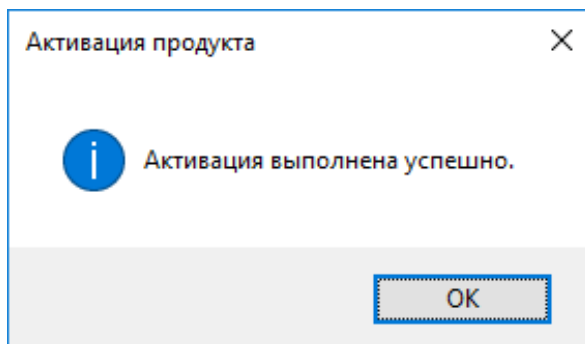 Активация продукта
Активация выполнена успешно.
OK